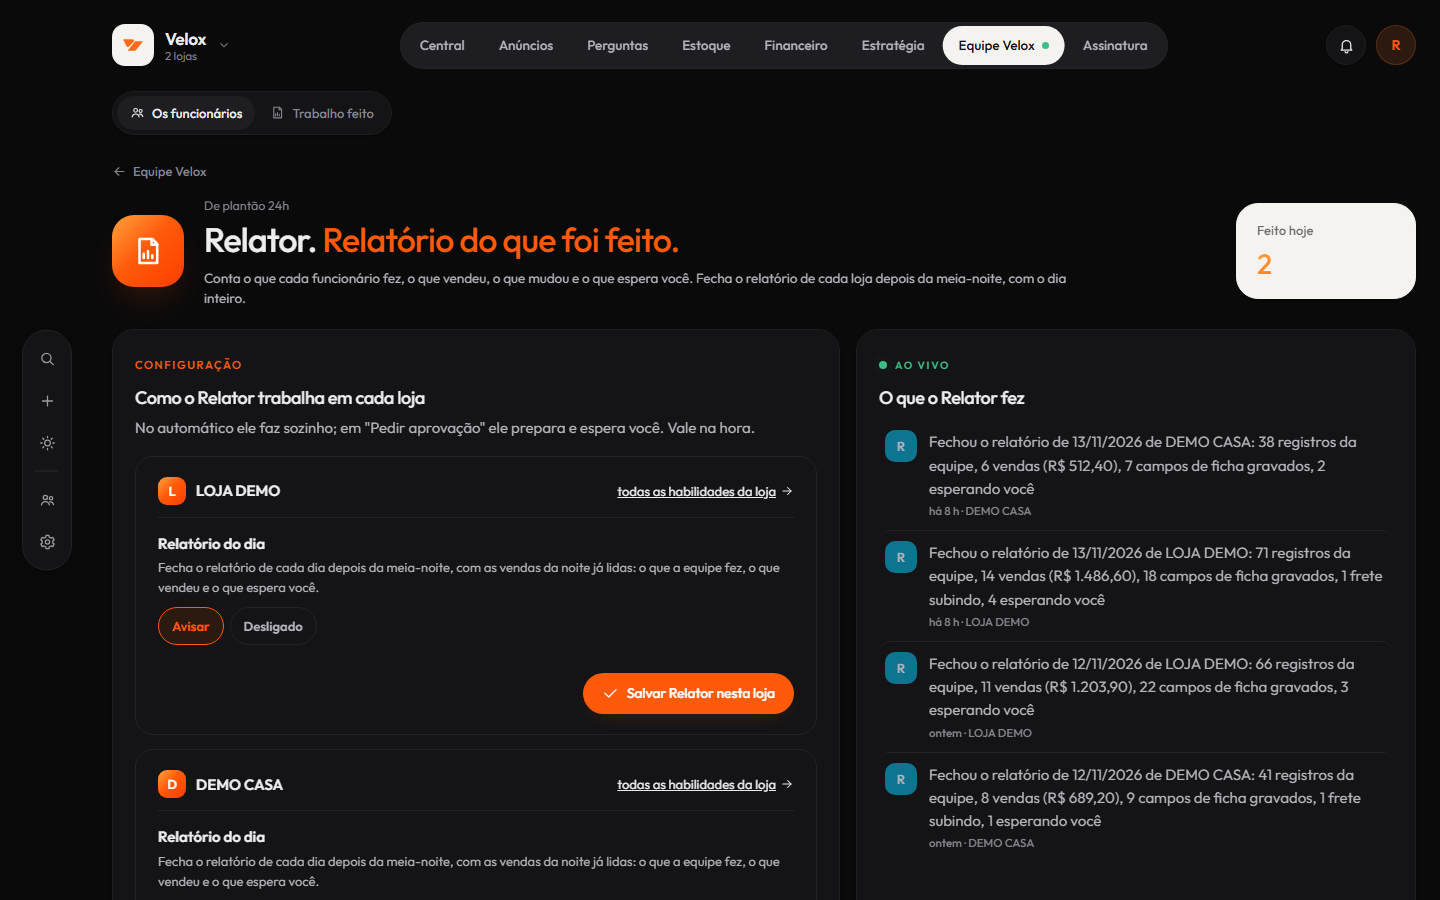 Velox
2 lojas
Central
Anúncios
Perguntas
Estoque
Financeiro
Estratégia
Equipe Velox
Assinatura
R
Os funcionários
Trabalho feito
← Equipe Velox
De plantão 24h
Relator. Relatório do que foi feito.
Conta o que cada funcionário fez, o que vendeu, o que mudou e o que espera você. Fecha o relatório de cada loja depois da meia-noite, com o dia
inteiro.
Feito hoje
2
CONFIGURAÇÃO
Como o Relator trabalha em cada loja
No automático ele faz sozinho; em "Pedir aprovação" ele prepara e espera você. Vale na hora.
L
LOJA DEMO
todas as habilidades da loja →
Relatório do dia
Fecha o relatório de cada dia depois da meia-noite, com as vendas da noite já lidas: o que a equipe fez, o que
vendeu e o que espera você.
Avisar
Desligado
Salvar Relator nesta loja
D
DEMO CASA
todas as habilidades da loja →
Relatório do dia
Fecha o relatório de cada dia depois da meia-noite, com as vendas da noite já lidas: o que a equipe fez, o que
vendeu e o que espera você.
AO VIVO
O que o Relator fez
R
Fechou o relatório de 13/11/2026 de DEMO CASA: 38 registros da
equipe, 6 vendas (R$ 512,40), 7 campos de ficha gravados, 2
esperando você
há 8 h · DEMO CASA
R
Fechou o relatório de 13/11/2026 de LOJA DEMO: 71 registros da
equipe, 14 vendas (R$ 1.486,60), 18 campos de ficha gravados, 1 frete
subindo, 4 esperando você
há 8 h · LOJA DEMO
R
Fechou o relatório de 12/11/2026 de LOJA DEMO: 66 registros da
equipe, 11 vendas (R$ 1.203,90), 22 campos de ficha gravados, 3
esperando você
ontem · LOJA DEMO
R
Fechou o relatório de 12/11/2026 de DEMO CASA: 41 registros da
equipe, 8 vendas (R$ 689,20), 9 campos de ficha gravados, 1 frete
subindo, 1 esperando você
ontem · DEMO CASA